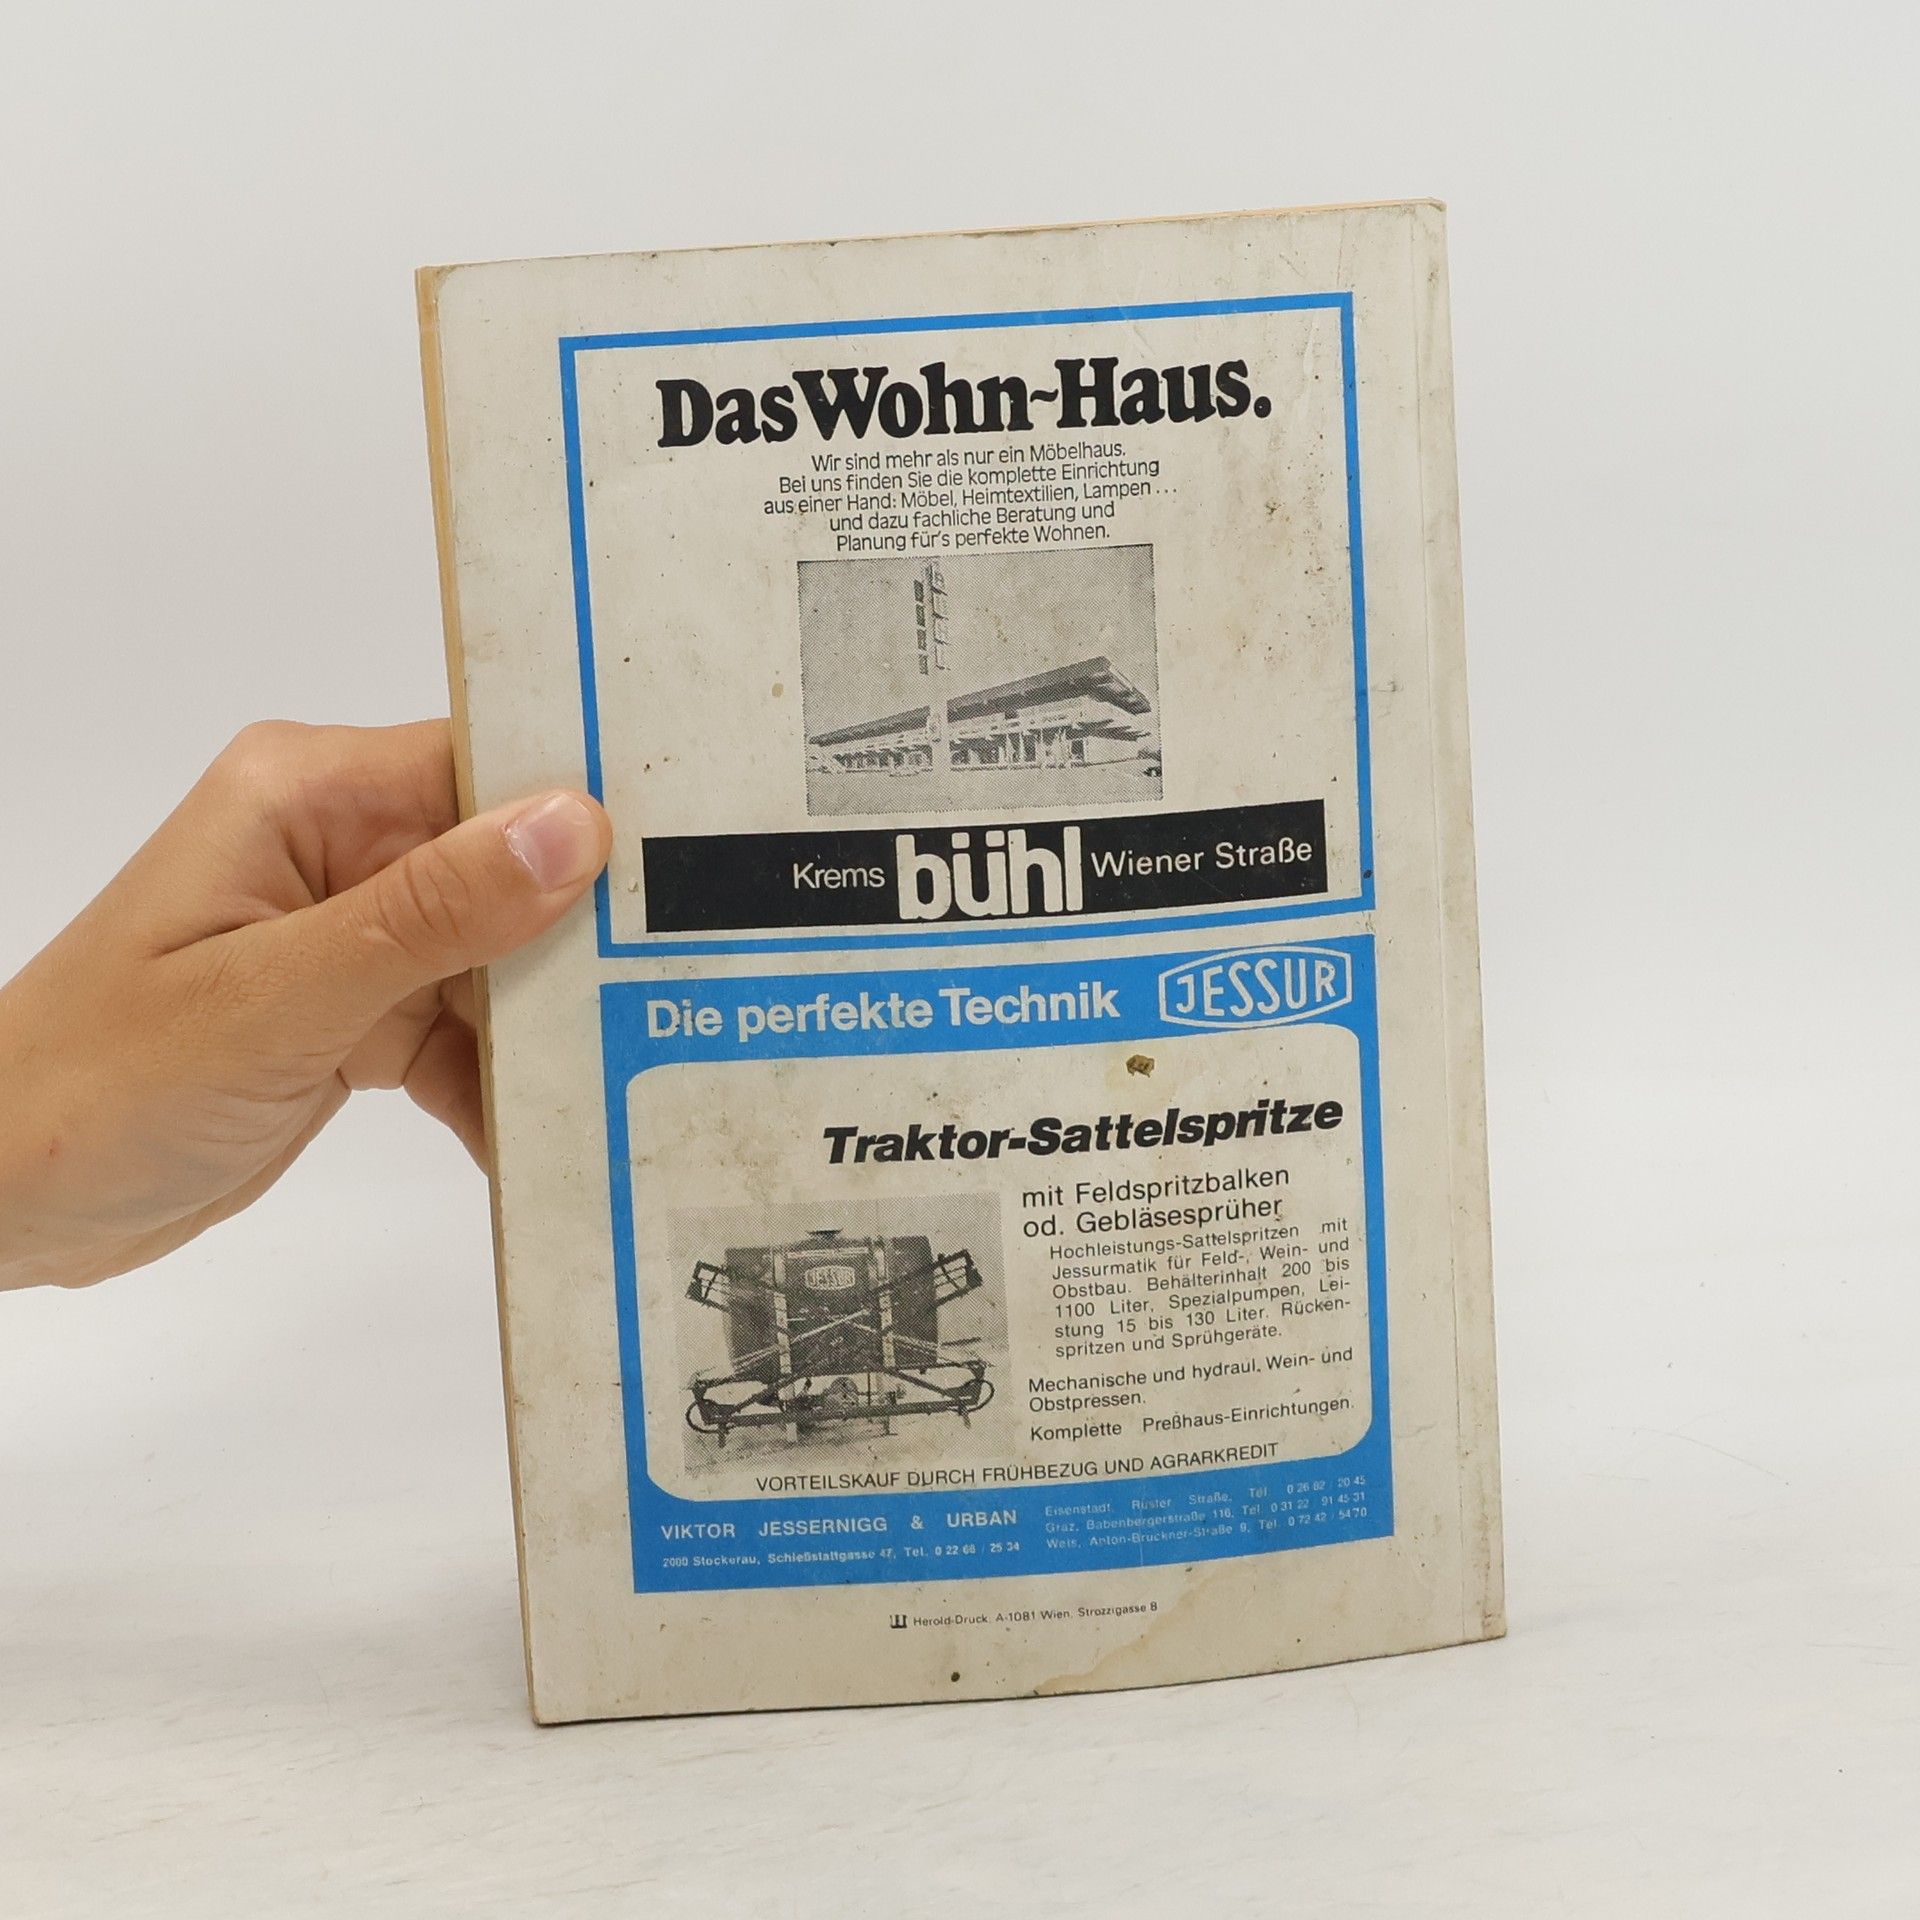 Das Wohn-Haus.
Wir sind mehr als nur ein Möbelhaus.
Bei uns finden Sie die komplette Einrichtung
aus einer Hand: Möbel, Heimtextilien, Lampen ...
und dazu fachliche Beratung und
Planung für's perfekte Wohnen.
Krems bühl Wiener Straße
Die perfekte Technik JESSUR
Traktor-Sattelspritze
mit Feldspritzbalken
od. Gebläsesprüher
Hochleistungs-Sattelspritzen mit
Jessurmatik für Feld-, Wein- und
Obstbau. Behälterinhalt 200 bis
1100 Liter, Spezialpumpen, Lei-
stung 15 bis 130 Liter. Rücken-
spritzen und Sprühgeräte.
JESSUR
Mechanische und hydraul. Wein- und
Obstpressen.
Komplette Preßhaus-Einrichtungen.
VORTEILSKAUF DURCH FRÜHBEZUG UND AGRARKREDIT
VIKTOR JESSERNIGG & URBAN
2000 Stockerau, Schießstattgasse 47, Tel. 0 22 66 / 25 34
Eisenstadt, Ruster Straße, Tel. 0 26 82 / 20 45
Graz, Babenbergerstraße 116, Tel. 0 31 22 / 91 45 31
Wels, Anton-Bruckner-Straße 9, Tel. 0 72 42 / 54 70
Herold-Druck, A-1081 Wien, Strozzigasse 8